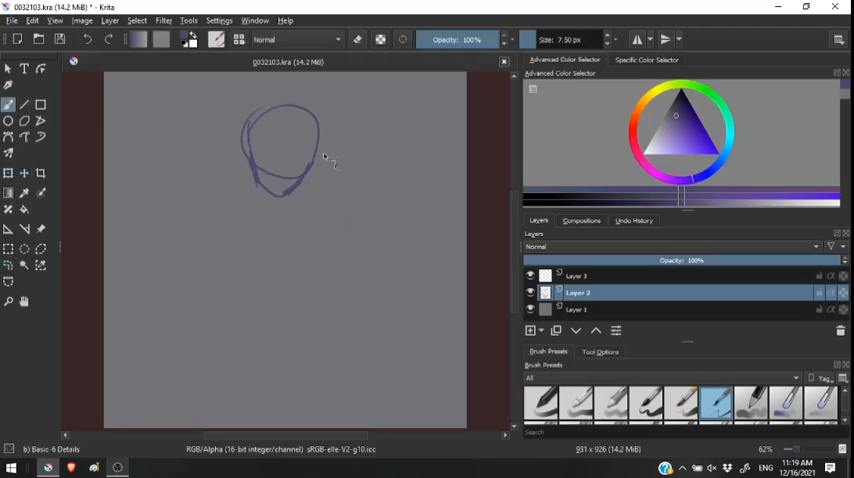 0032103.kra (14.2 MiB) * - Krita
File Edit View Image Layer Select Filter Tools Settings Window Help
Normal Opacity: 100% Size: 7.50 px
0032103.kra (14.2 MiB) *
Advanced Color Selector Specific Color Selector
Advanced Color Selector
Layers Compositions Undo History
Layers
Normal
Opacity: 100%
Layer 3
Layer 2
Layer 1
Brush Presets Tool Options
Brush Presets
All Tag
Search
b) Basic-6 Details RGB/Alpha (16-bit integer/channel) sRGB-elle-V2-g10.icc 931 x 926 (14.2 MiB) 62%
ENG 11:19 AM
12/16/2021